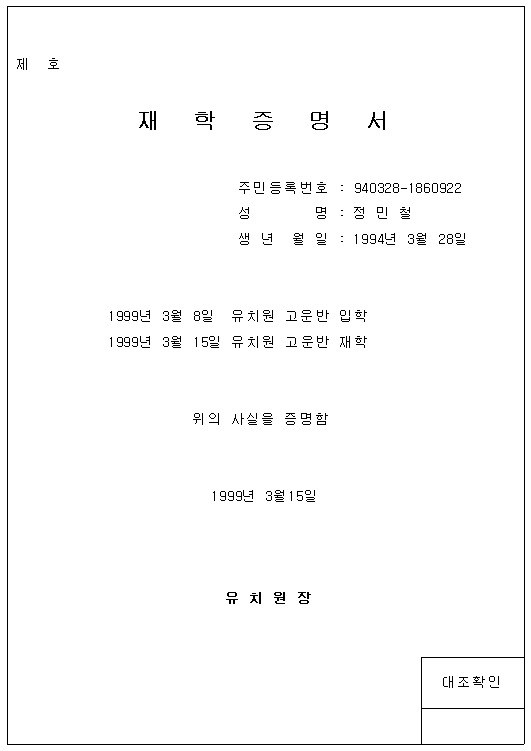 제 호
재 학 증 명 서
주민등록번호 : 940328-1860922
성 명 : 정 민 철
생 년 월 일 : 1994년 3월 28일
1999년 3월 8일 유치원 고운반 입학
1999년 3월 15일 유치원 고운반 재학
위의 사실을 증명함
1999년 3월15일
유 치 원 장
대조확인